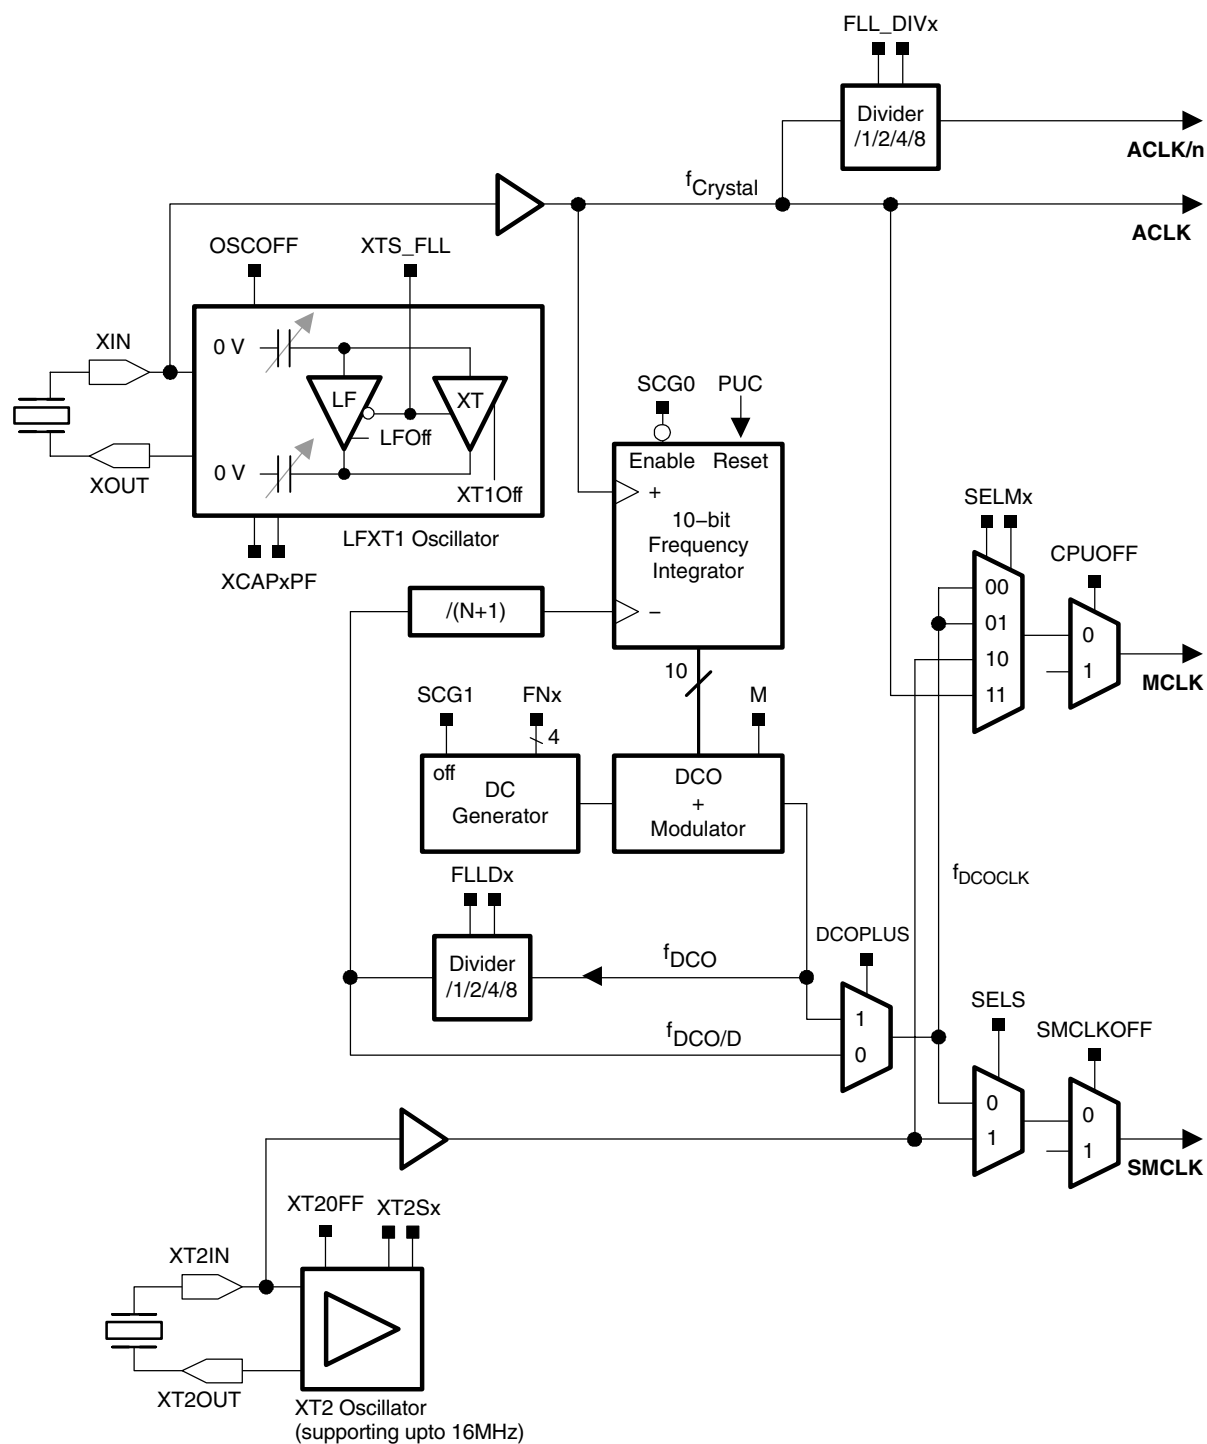 FLL_DIVx
Divider
/1/2/4/8
ACLK/n
fCrystal
ACLK
OSCOFF
XTS_FLL
XIN
0 V
LF
XT
LFOff
0 V
XOUT
XT1Off
LFXT1 Oscillator
XCAPxPF
SCG0
PUC
Enable
Reset
+
10−bit
Frequency
Integrator
−
/(N+1)
SELMx
CPUOFF
00
01
10
11
0
1
MCLK
10
SCG1
FNx
4
M
off
DC
Generator
DCO
+
Modulator
FLLDx
Divider
/1/2/4/8
fDCO
fDCO/D
fDCOCLK
DCOPLUS
1
0
SELS
SMCLKOFF
0
1
0
1
SMCLK
XT20FF
XT2Sx
XT2IN
XT2OUT
XT2 Oscillator
(supporting upto 16MHz)